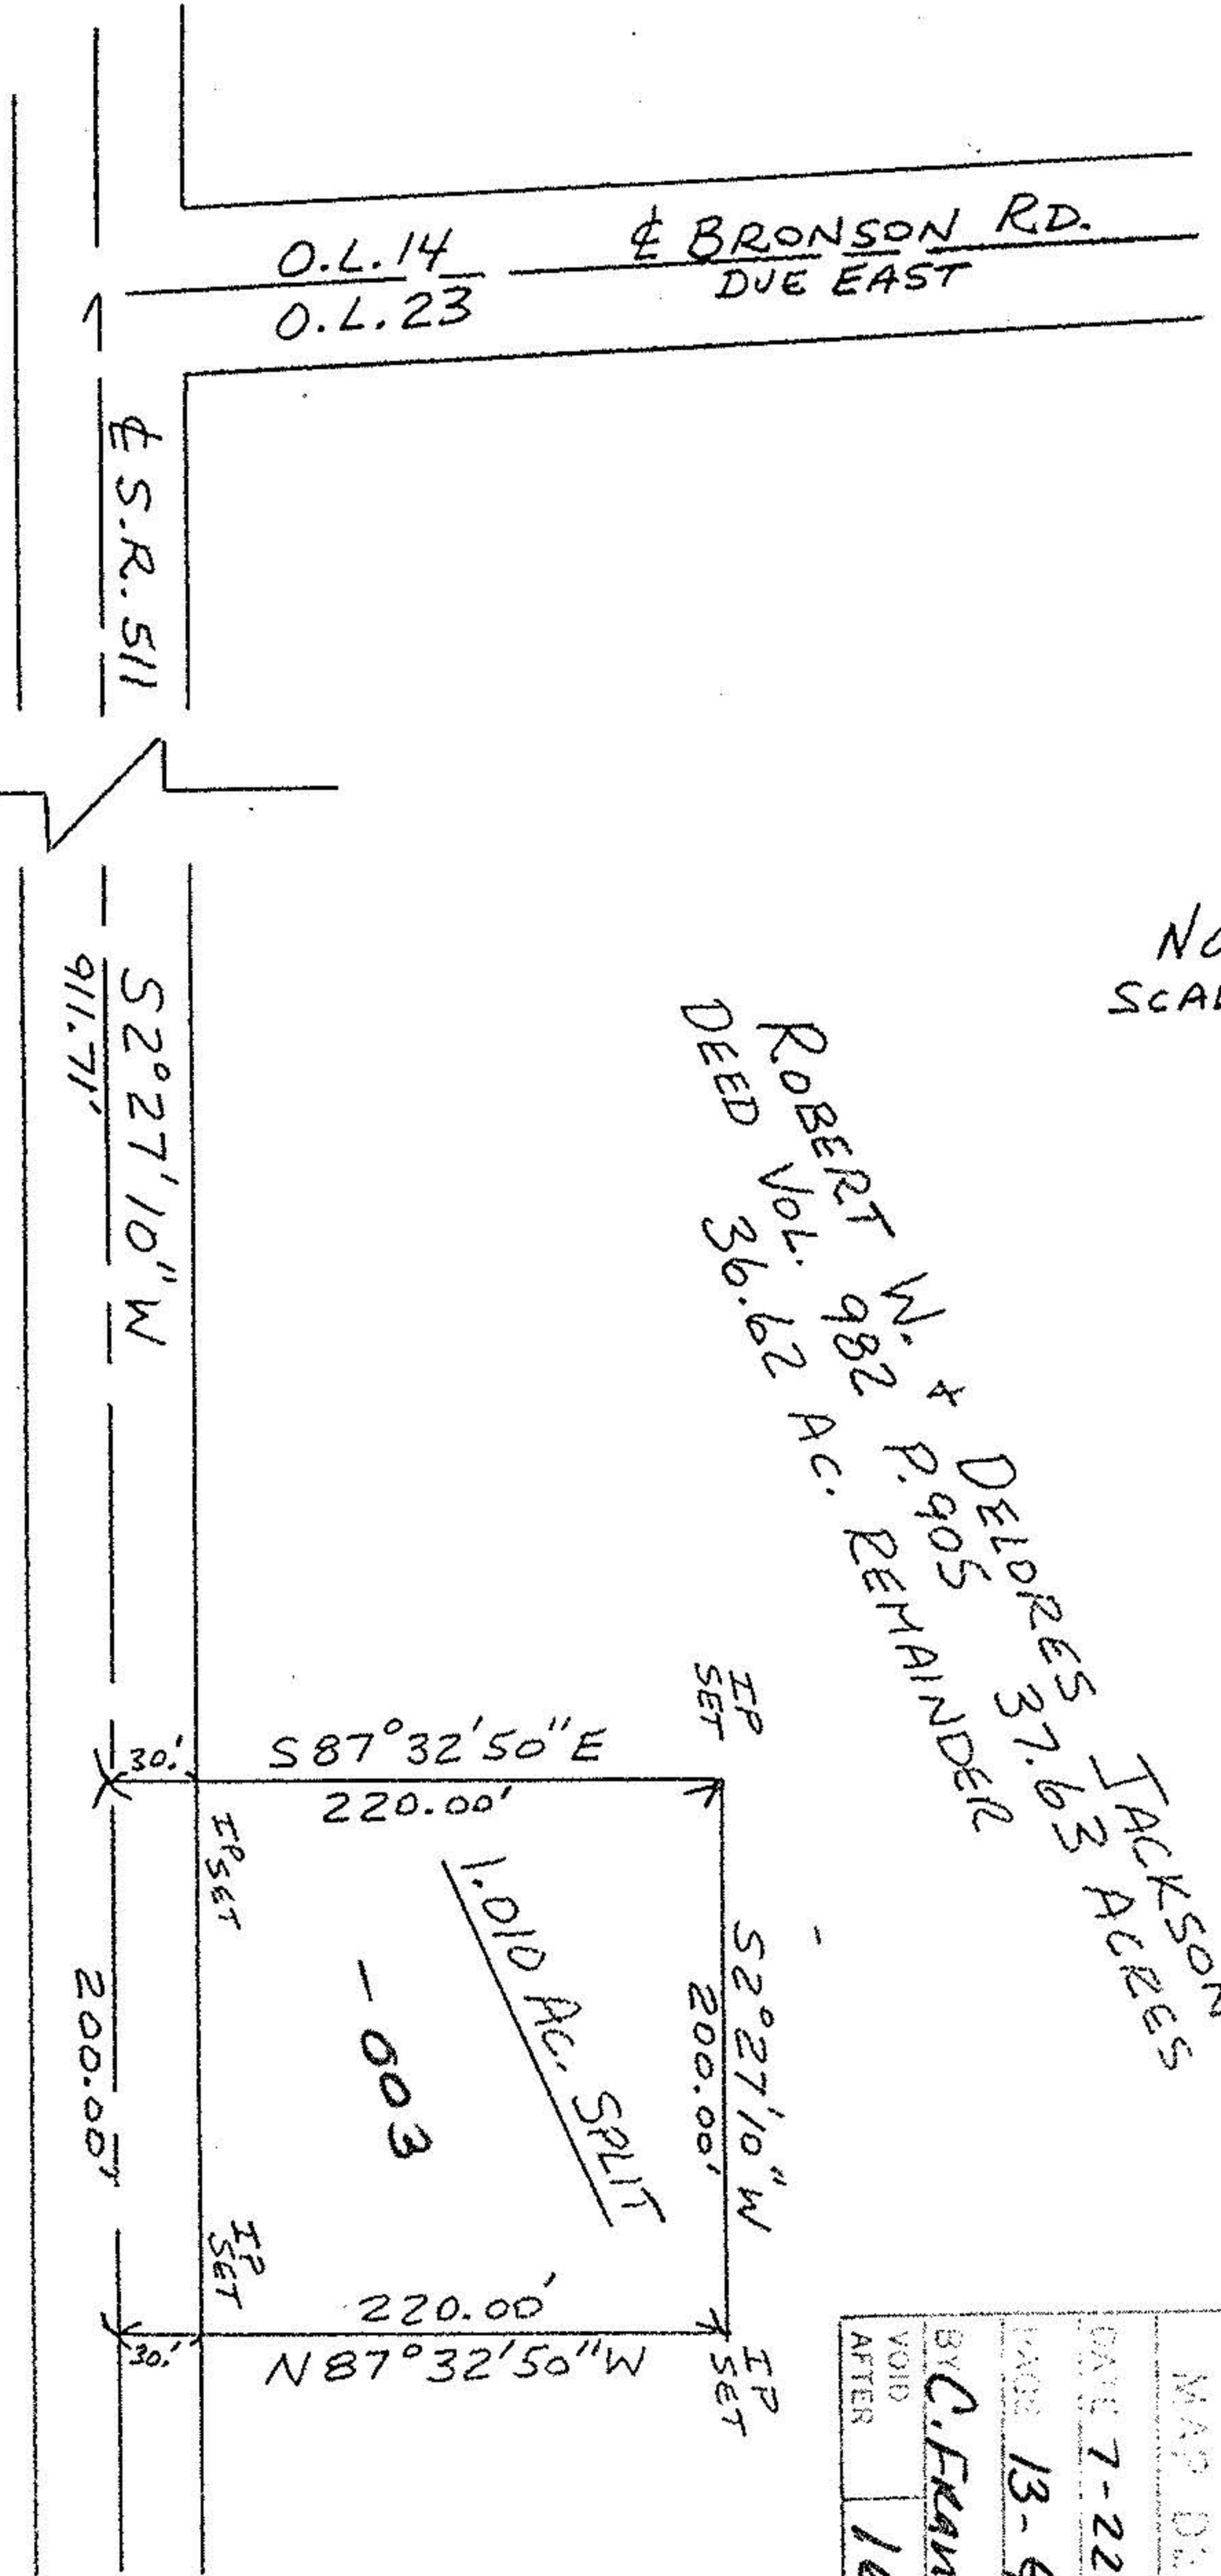 O.L. 14
O.L. 23
℄ BRONSON RD.
DUE EAST
℄ S.R. 511
S2°27'10"W
911.71'
ROBERT W. & DELORES JACKSON
DEED VOL. 982 P. 905 37.63 ACRES
36.62 AC. REMAINDER
IP
SET
30.'
S87°32'50"E
220.00'
IP SET
1.010 AC. SPLIT
-003
S2°27'10"W
200.00'
200.00'
IP
SET
30.'
220.00'
N87°32'50"W
IP
SET
MAP
DATE 7-22
PAGE 13-
BY C.
VOID
AFTER